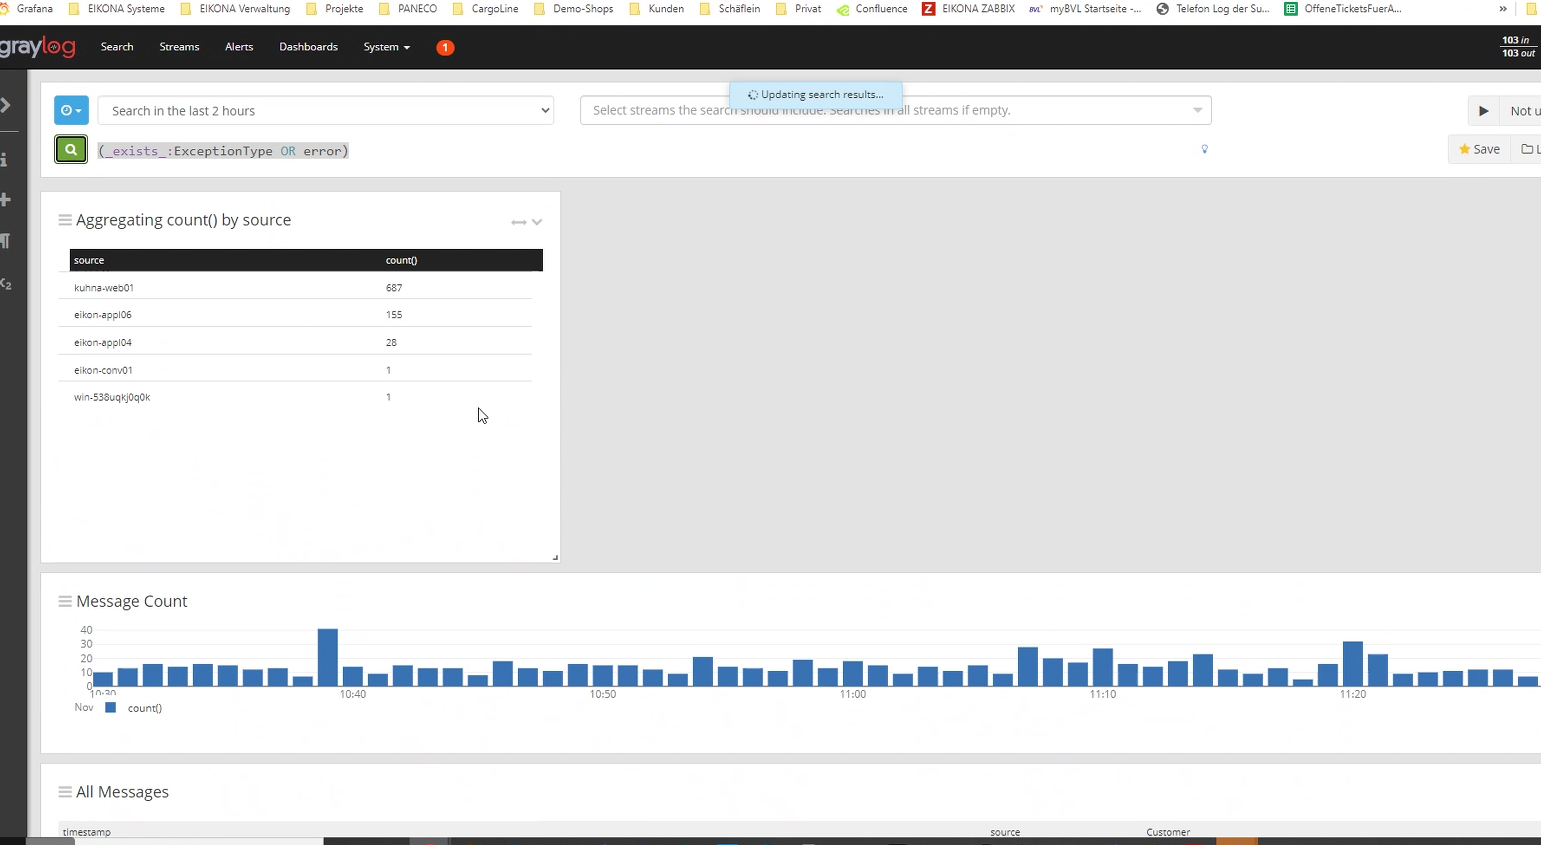 Grafana EIKONA Systeme EIKONA Verwaltung Projekte PANECO CargoLine Demo-Shops Kunden Schäflein Privat Confluence Z EIKONA ZABBIX BVL myBVL Startseite -... Telefon Log der Su... OffeneTicketsFuerA... »
graylog Search Streams Alerts Dashboards System 1
103 in
103 out
Updating search results...
Search in the last 2 hours
Select streams the search should include. Searches in all streams if empty.
Not u
(_exists_:ExceptionType OR error)
Save
L
Aggregating count() by source
source count()
kuhna-web01 687
eikon-appl06 155
eikon-appl04 28
eikon-conv01 1
win-538uqkj0q0k 1
Message Count
40
30
20
10
0
10:30 10:40 10:50 11:00 11:10 11:20
Nov count()
All Messages
timestamp source Customer